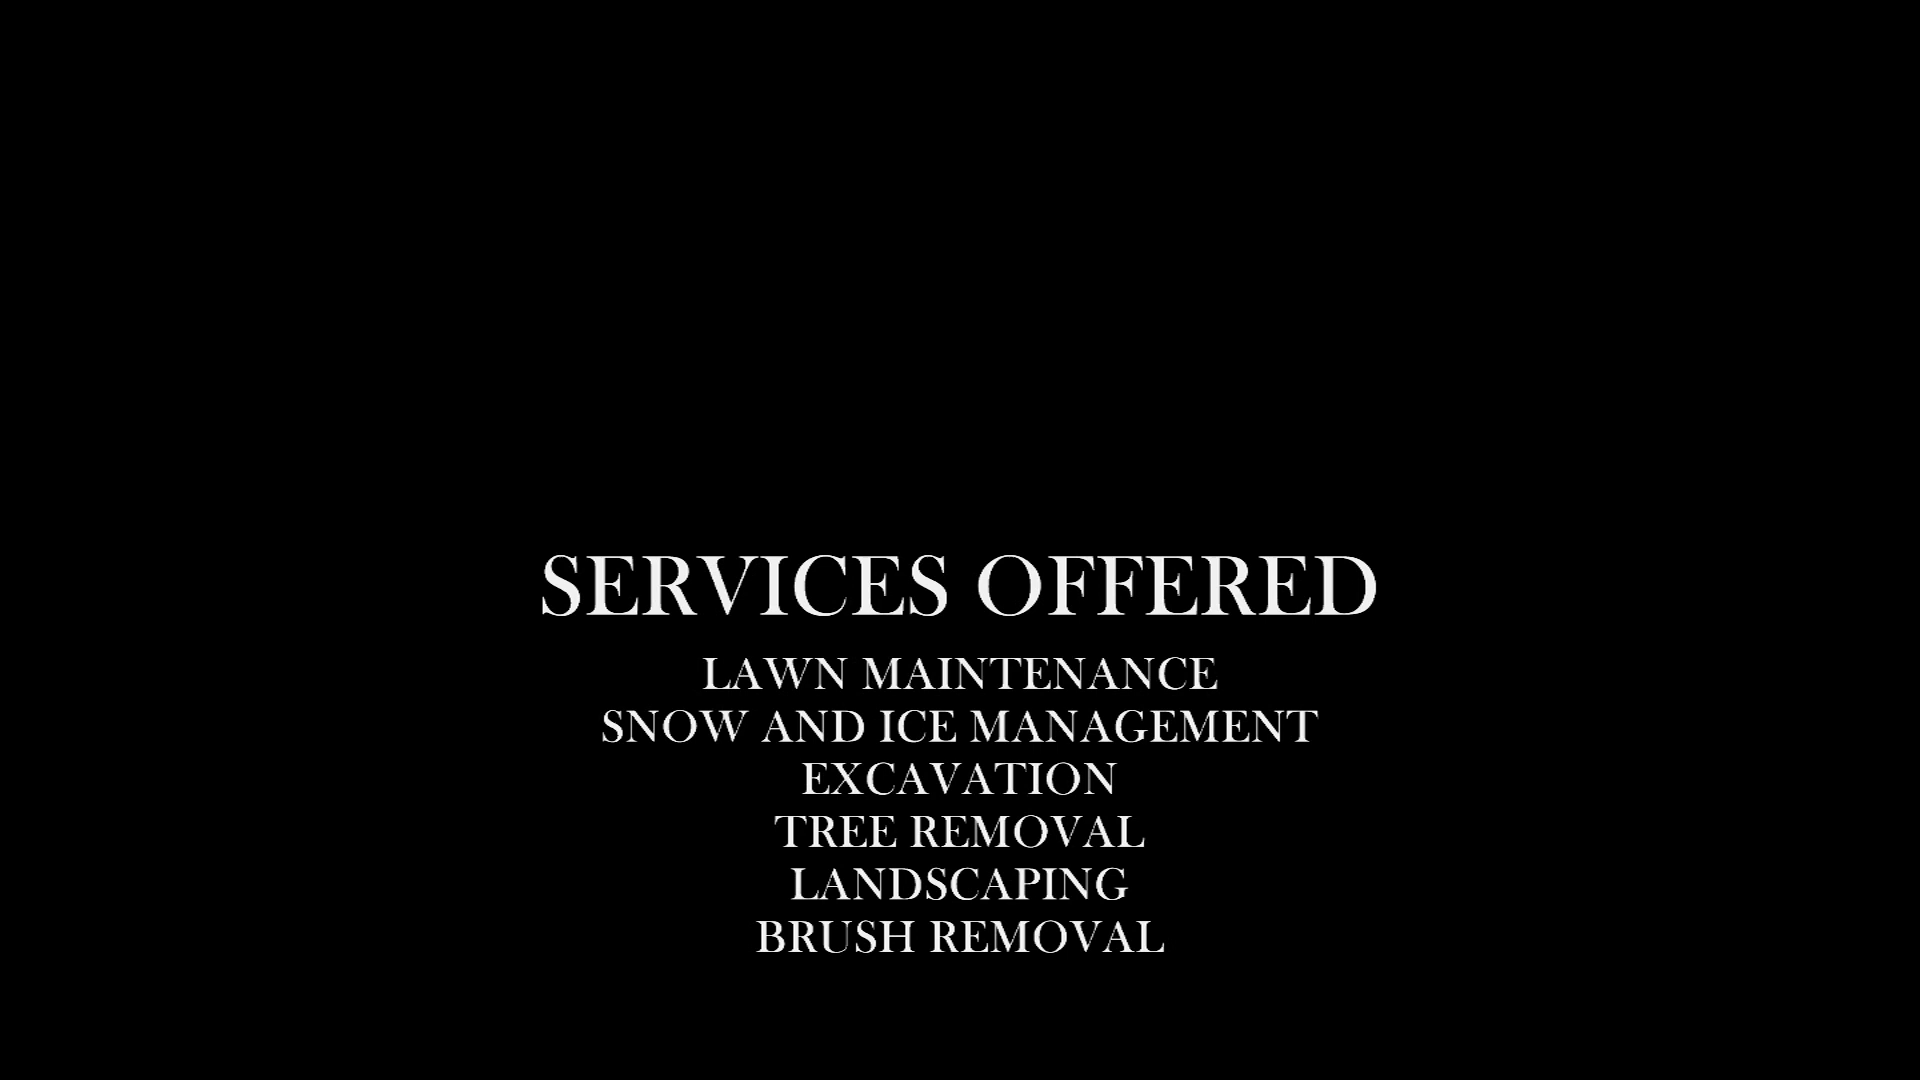 SERVICES OFFERED
LAWN MAINTENANCE
SNOW AND ICE MANAGEMENT
EXCAVATION
TREE REMOVAL
LANDSCAPING
BRUSH REMOVAL